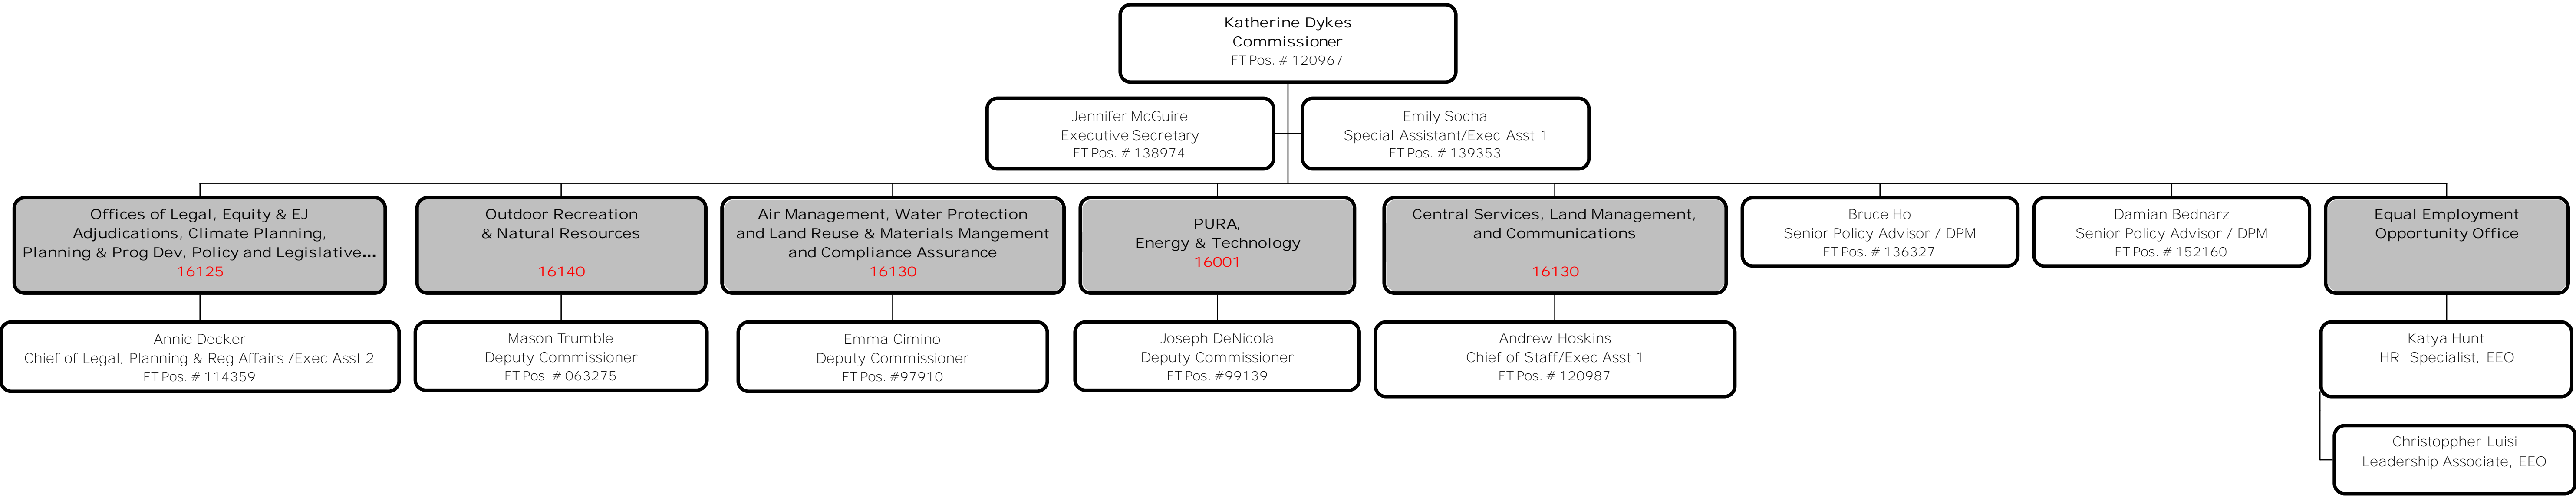 Katherine Dykes
Commissioner
FT Pos. # 120967
Jennifer McGuire
Executive Secretary
FT Pos. # 138974
Emily Socha
Special Assistant/Exec Asst 1
FT Pos. # 139353
Offices of Legal, Equity & EJ
Adjudications, Climate Planning,
Planning & Prog Dev, Policy and Legislative...
16125
Outdoor Recreation
& Natural Resources
16140
Air Management, Water Protection
and Land Reuse & Materials Mangement
and Compliance Assurance
16130
PURA,
Energy & Technology
16001
Central Services, Land Management,
and Communications
16130
Bruce Ho
Senior Policy Advisor / DPM
FT Pos. # 136327
Damian Bednarz
Senior Policy Advisor / DPM
FT Pos. # 152160
Equal Employment
Opportunity Office
Annie Decker
Chief of Legal, Planning & Reg Affairs /Exec Asst 2
FT Pos. # 114359
Mason Trumble
Deputy Commissioner
FT Pos. # 063275
Emma Cimino
Deputy Commissioner
FT Pos. #97910
Joseph DeNicola
Deputy Commissioner
FT Pos. #99139
Andrew Hoskins
Chief of Staff/Exec Asst 1
FT Pos. # 120987
Katya Hunt
HR Specialist, EEO
Christoppher Luisi
Leadership Associate, EEO